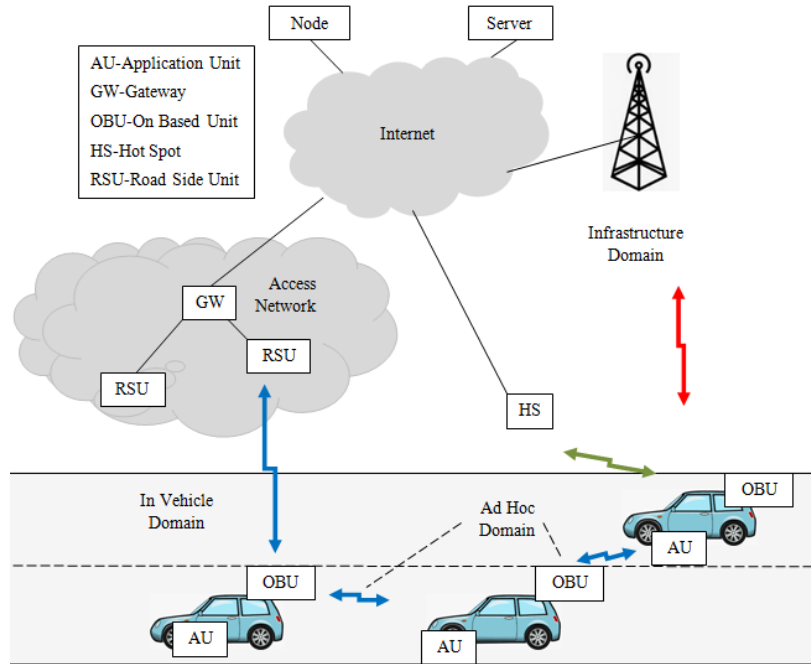 Node
Server
AU-Application Unit
GW-Gateway
OBU-On Based Unit
HS-Hot Spot
RSU-Road Side Unit
Internet
Infrastructure
Domain
Access
Network
GW
RSU
RSU
HS
In Vehicle
Domain
Ad Hoc
Domain
OBU
AU
OBU
OBU
AU
AU